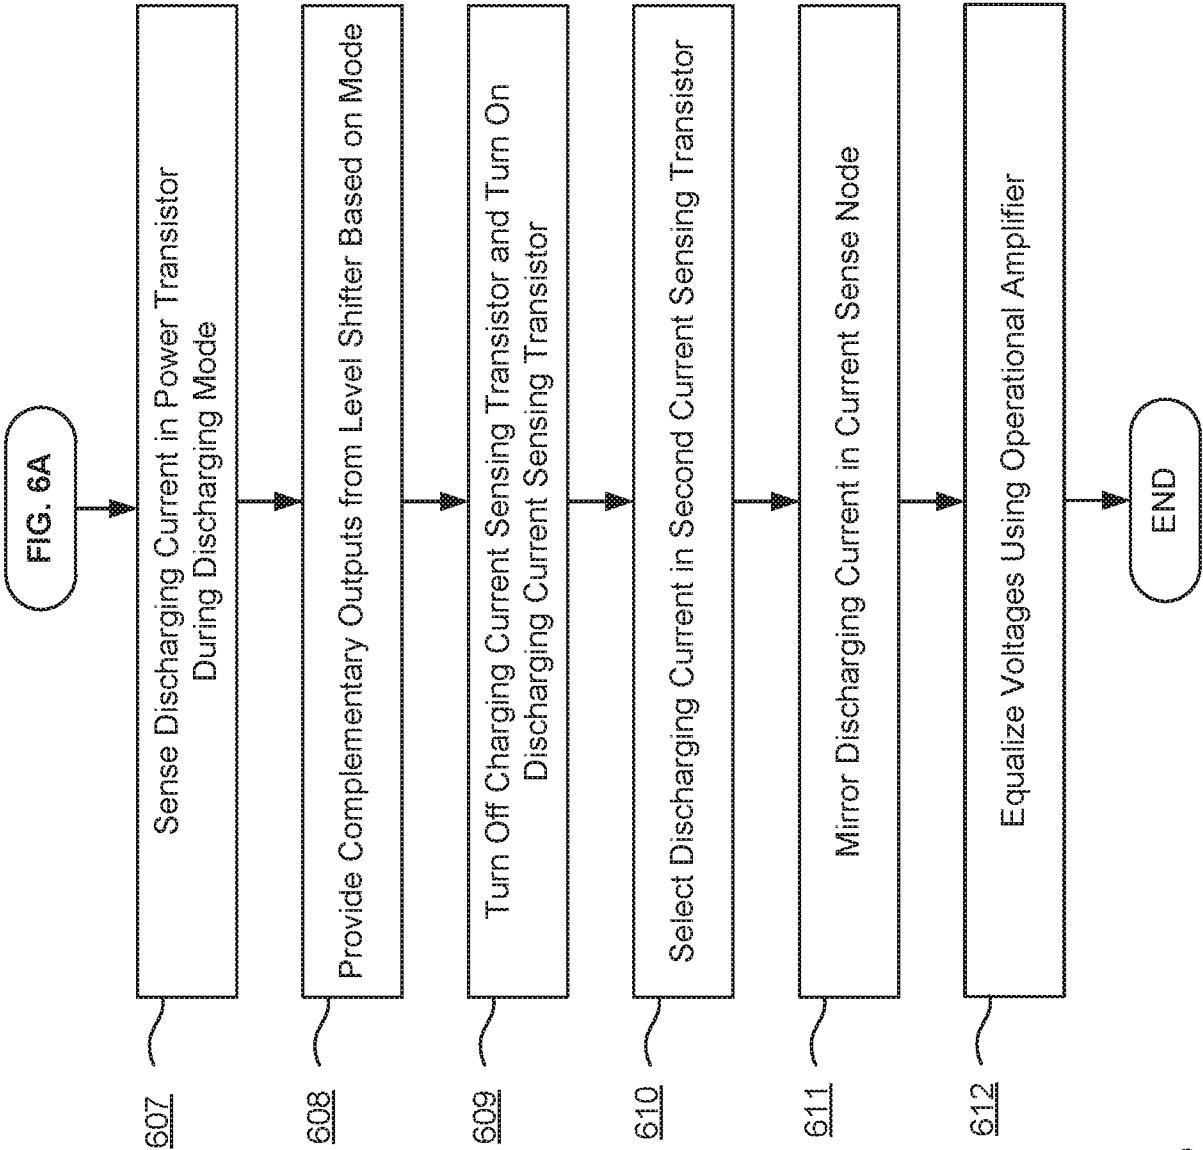 FIG. 6A
Sense Discharging Current in Power Transistor
During Discharging Mode
607
Provide Complementary Outputs from Level Shifter Based on Mode
608
Turn Off Charging Current Sensing Transistor and Turn On
Discharging Current Sensing Transistor
609
Select Discharging Current in Second Current Sensing Transistor
610
Mirror Discharging Current in Current Sense Node
611
Equalize Voltages Using Operational Amplifier
612
END